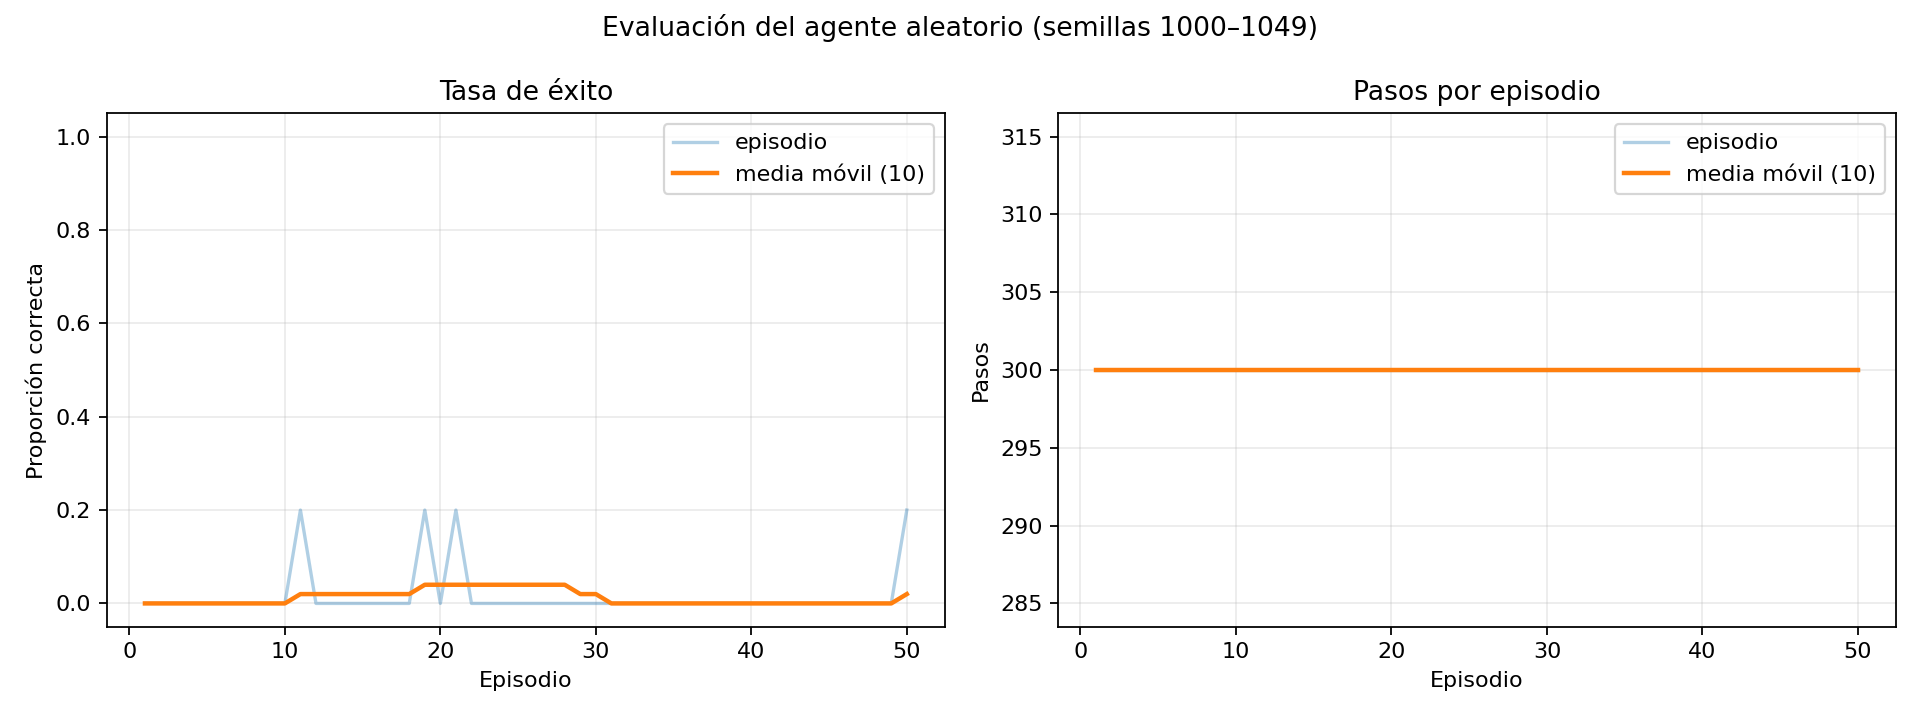 Evaluación del agente aleatorio (semillas 1000–1049)
Tasa de éxito
1.0
0.8
0.6
0.4
0.2
0.0
Proporción correcta
episodio
media móvil (10)
0 10 20 30 40 50
Episodio
Pasos por episodio
315
310
305
300
295
290
285
Pasos
episodio
media móvil (10)
0 10 20 30 40 50
Episodio